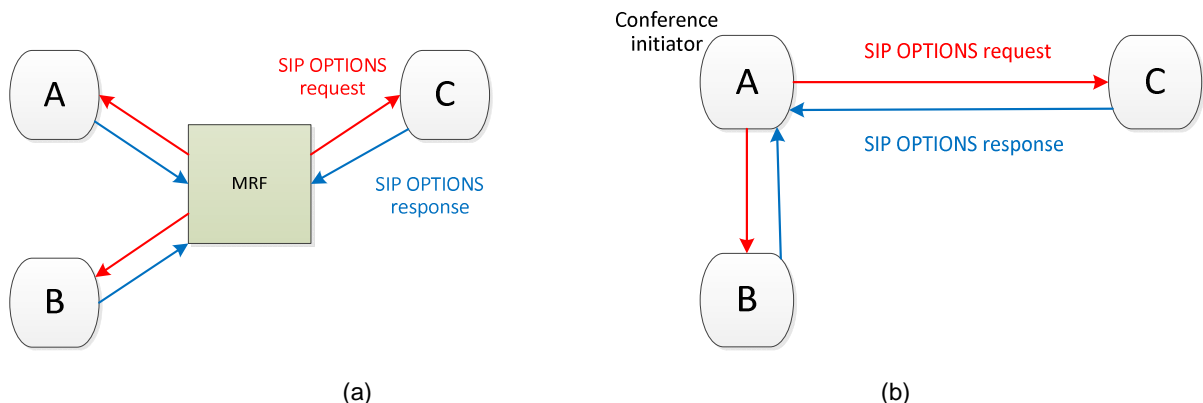 A
SIP OPTIONS
request
C
MRF
SIP OPTIONS
response
B
(a)
Conference
initiator
A
SIP OPTIONS request
C
SIP OPTIONS response
B
(b)